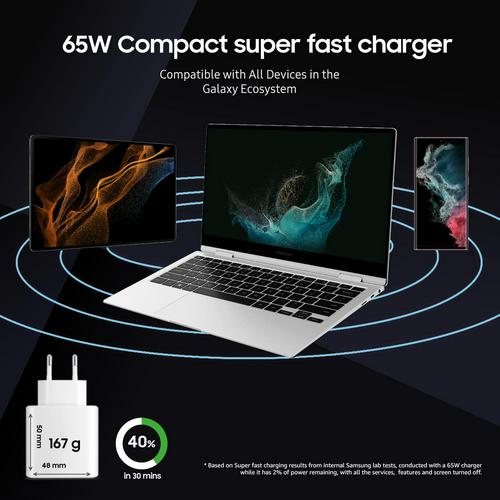 65W Compact super fast charger
Compatible with All Devices in the
Galaxy Ecosystem
50 mm
167 g
48 mm
40%
in 30 mins
* Based on Super fast charging results from internal Samsung lab tests, conducted with a 65W charger
while it has 2% of power remaining, with all the services, features and screen turned off.